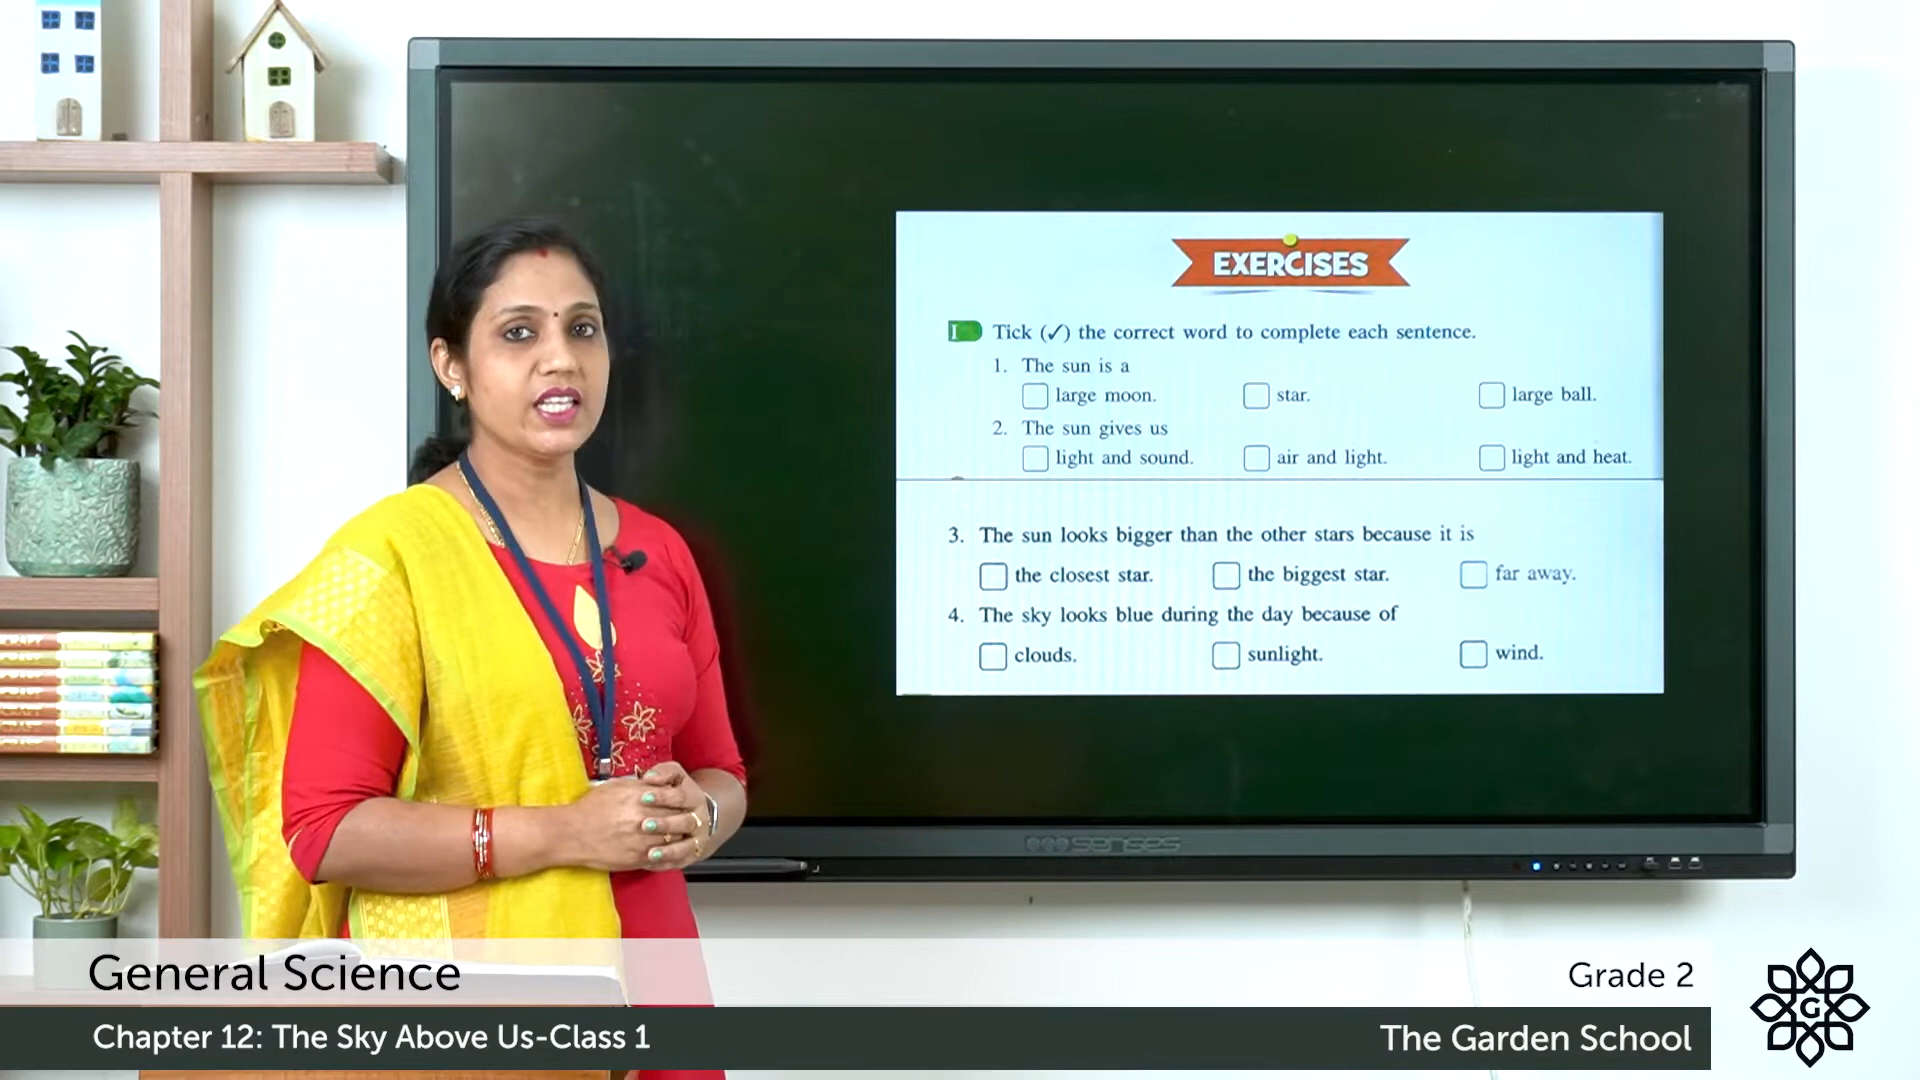 EXERCISES
I Tick (✓) the correct word to complete each sentence.
1. The sun is a
large moon. star. large ball.
2. The sun gives us
light and sound. air and light. light and heat.
3. The sun looks bigger than the other stars because it is
the closest star. the biggest star. far away.
4. The sky looks blue during the day because of
clouds. sunlight. wind.
senses
General Science
Grade 2
Chapter 12: The Sky Above Us-Class 1
The Garden School
G